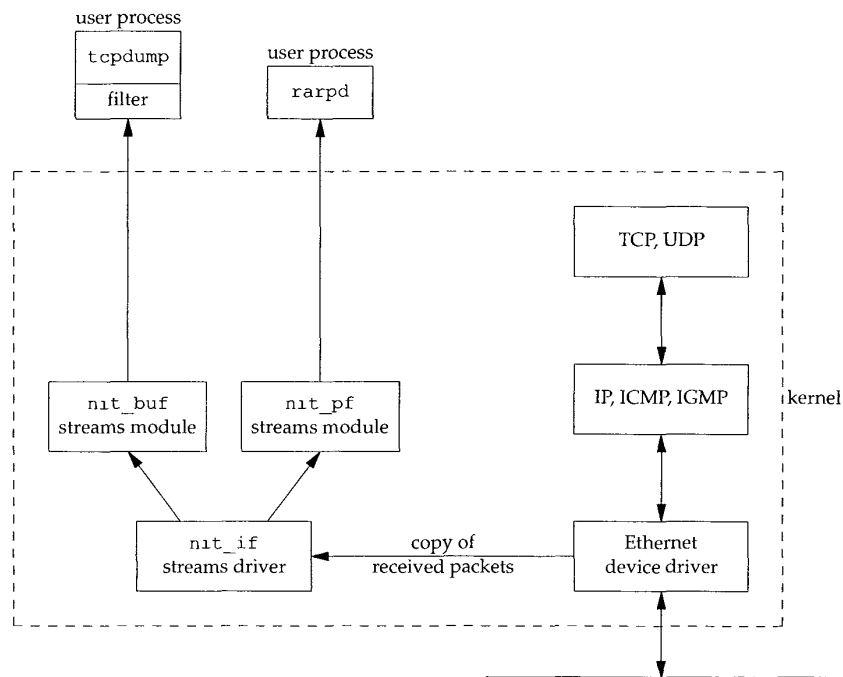 user process
tcpdump
filter
user process
rarpd
TCP, UDP
IP, ICMP, IGMP
kernel
nit_buf
streams module
nit_pf
streams module
nit_if
streams driver
copy of
received packets
Ethernet
device driver